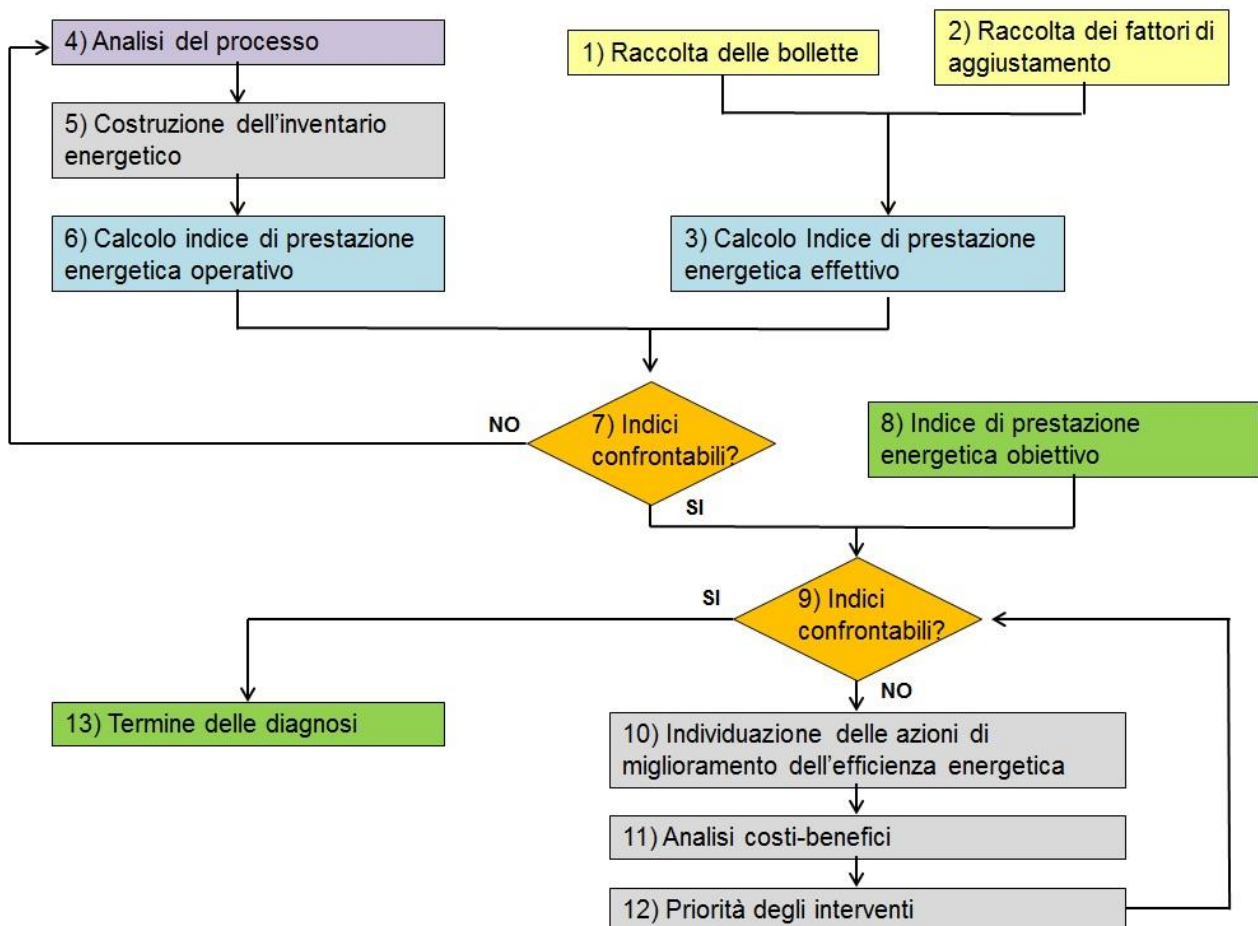 4) Analisi del processo
1) Raccolta delle bollette
2) Raccolta dei fattori di
aggiustamento
5) Costruzione dell'inventario
energetico
6) Calcolo indice di prestazione
energetica operativo
3) Calcolo Indice di prestazione
energetica effettivo
NO
7) Indici
confrontabili?
8) Indice di prestazione
energetica obiettivo
SI
SI
9) Indici
confrontabili?
NO
13) Termine delle diagnosi
10) Individuazione delle azioni di
miglioramento dell'efficienza energetica
11) Analisi costi-benefici
12) Priorità degli interventi